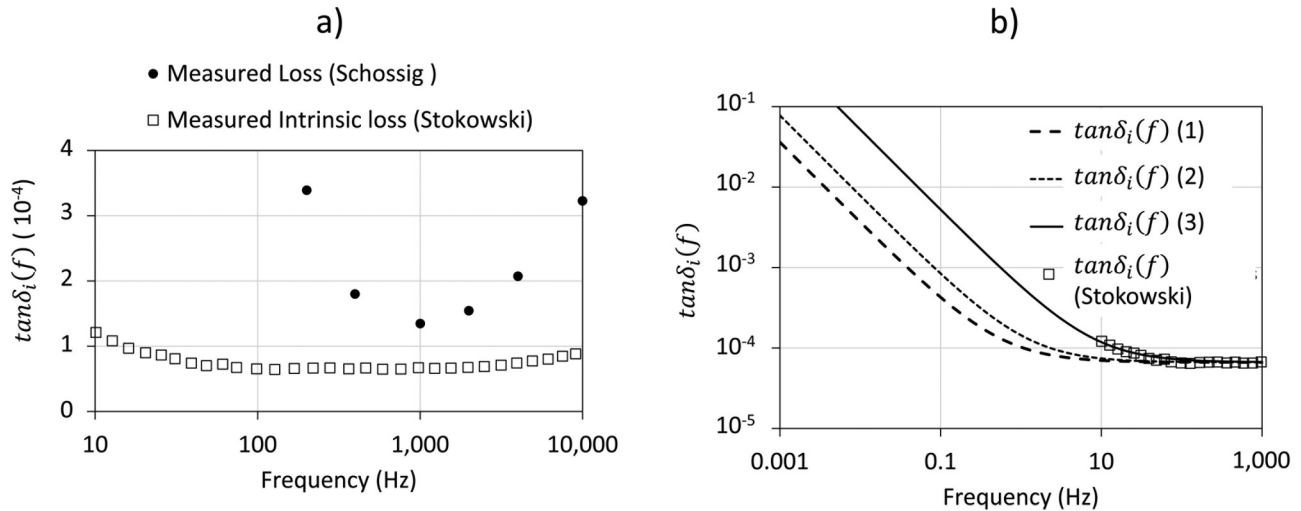 a)
● Measured Loss (Schossig )
□ Measured Intrinsic loss (Stokowski)
tanδᵢ(f) ( 10⁻⁴)
4
3
2
1
0
10
100
1,000
10,000
Frequency (Hz)
b)
tanδᵢ(f) (1)
tanδᵢ(f) (2)
tanδᵢ(f) (3)
□ tanδᵢ(f)
(Stokowski)
tanδᵢ(f)
10⁻¹
10⁻²
10⁻³
10⁻⁴
10⁻⁵
0.001
0.1
10
1,000
Frequency (Hz)